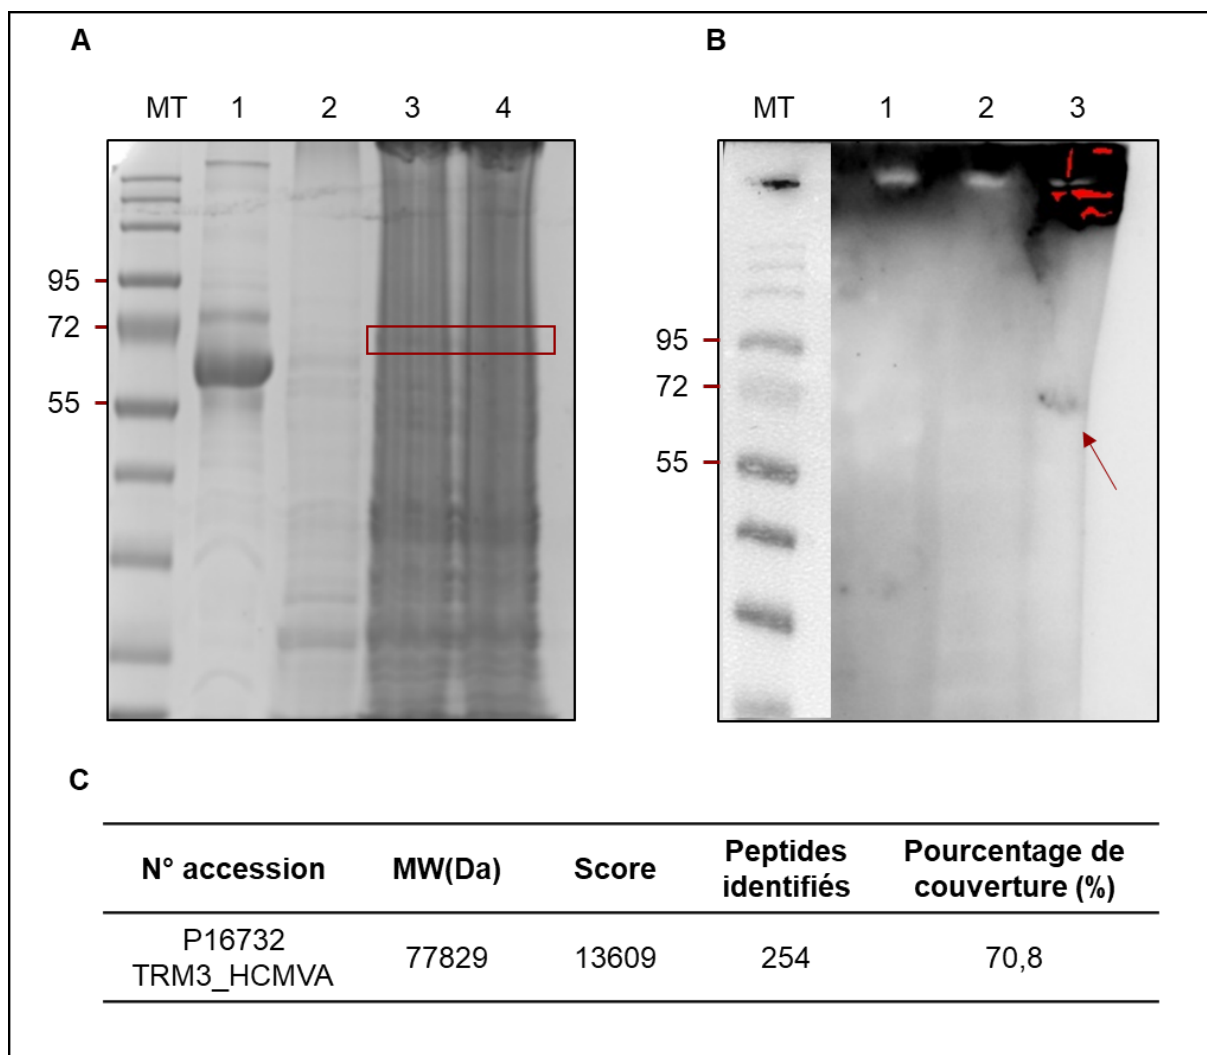 A
B
MT 1 2 3 4
MT 1 2 3
95
72
55
95
72
55
C
N° accession MW(Da) Score Peptides identifiés Pourcentage de couverture (%)
P16732 TRM3_HCMVA 77829 13609 254 70,8